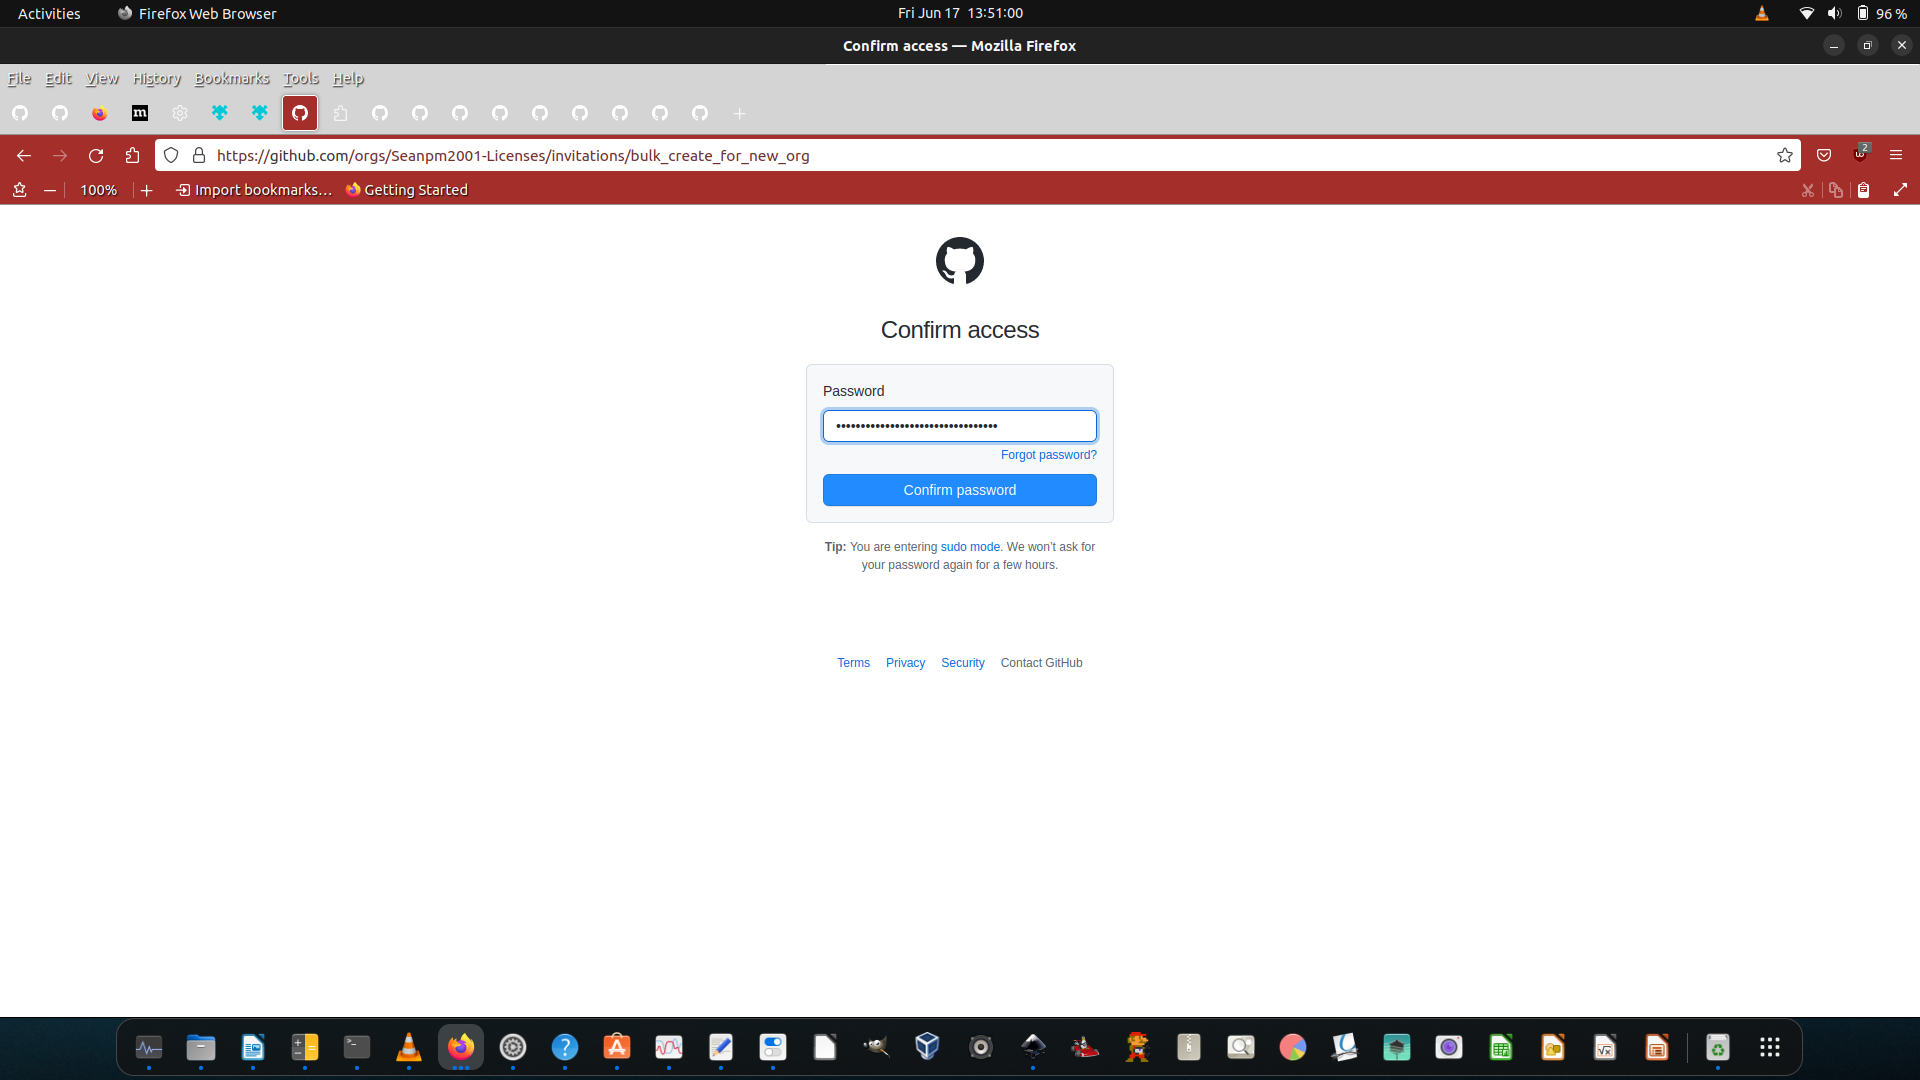 Activities
Firefox Web Browser
Fri Jun 17 13:51:00
96 %
Confirm access — Mozilla Firefox
File Edit View History Bookmarks Tools Help
m
https://github.com/orgs/Seanpm2001-Licenses/invitations/bulk_create_for_new_org
2
100%
Import bookmarks…
Getting Started
Confirm access
Password
Forgot password?
Confirm password
Tip: You are entering sudo mode. We won't ask for
your password again for a few hours.
Terms Privacy Security Contact GitHub